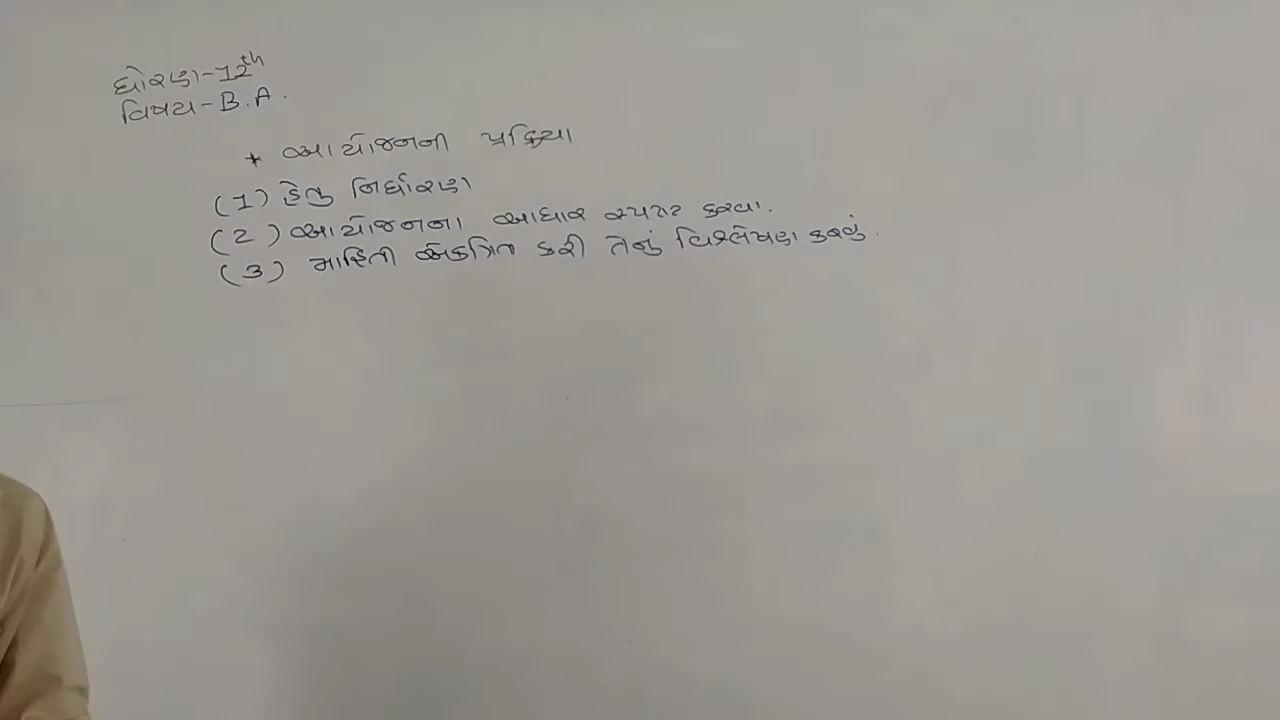 ધોરણ-12th
વિષય-B.A.
* આયોજનની પ્રક્રિયા
(1) હેતુ નિર્ધારણ
(2) આયોજનના આધાર સ્પષ્ટ કરવા.
(3) માહિતી એકત્રિત કરી તેનું વિશ્લેષણ કરવું.